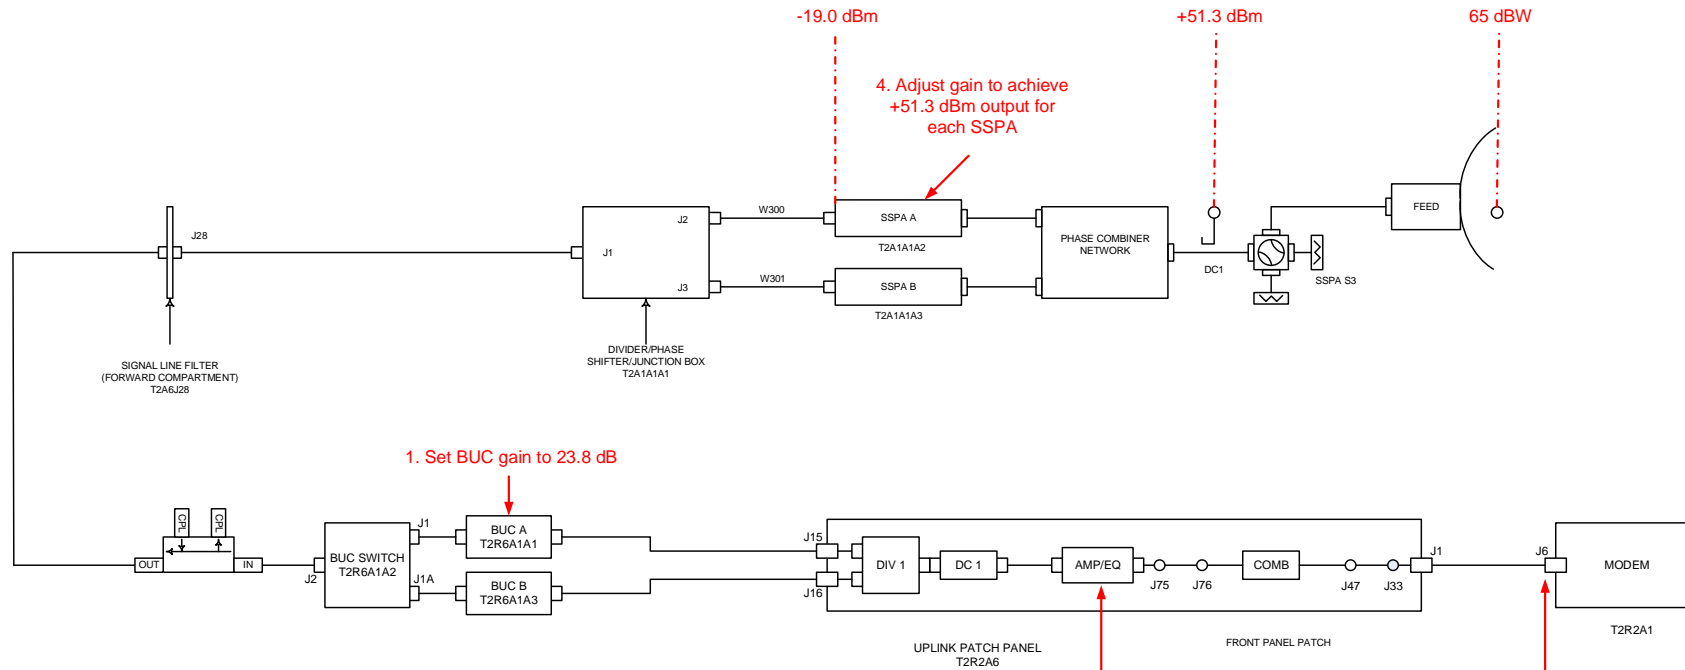 -19.0 dBm
+51.3 dBm
65 dBW
4. Adjust gain to achieve
+51.3 dBm output for
each SSPA
J28
J1
J2
J3
W300
W301
SSPA A
T2A1A1A2
SSPA B
T2A1A1A3
PHASE COMBINER
NETWORK
DC1
SSPA S3
FEED
SIGNAL LINE FILTER
(FORWARD COMPARTMENT)
T2A6J28
DIVIDER/PHASE
SHIFTER/JUNCTION BOX
T2A1A1A1
1. Set BUC gain to 23.8 dB
CPL
CPL
OUT
IN
J2
BUC SWITCH
T2R6A1A2
J1
J1A
BUC A
T2R6A1A1
BUC B
T2R6A1A3
J15
J16
DIV 1
DC 1
AMP/EQ
J75
J76
COMB
J47
J33
J1
J6
MODEM
T2R2A1
UPLINK PATCH PANEL
T2R2A6
FRONT PANEL PATCH